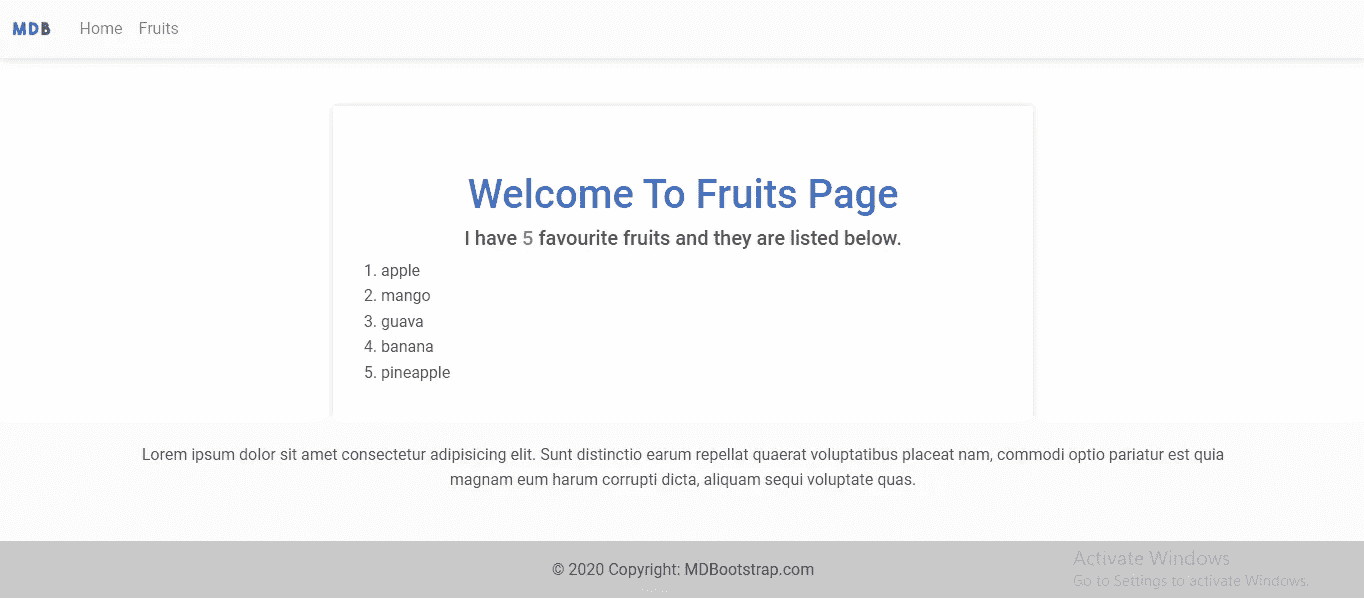 MDB Home Fruits
Welcome To Fruits Page
I have 5 favourite fruits and they are listed below.
1. apple
2. mango
3. guava
4. banana
5. pineapple
Lorem ipsum dolor sit amet consectetur adipisicing elit. Sunt distinctio earum repellat quaerat voluptatibus placeat nam, commodi optio pariatur est quia
magnam eum harum corrupti dicta, aliquam sequi voluptate quas.
© 2020 Copyright: MDBootstrap.com
Activate Windows
Go to Settings to activate Windows.